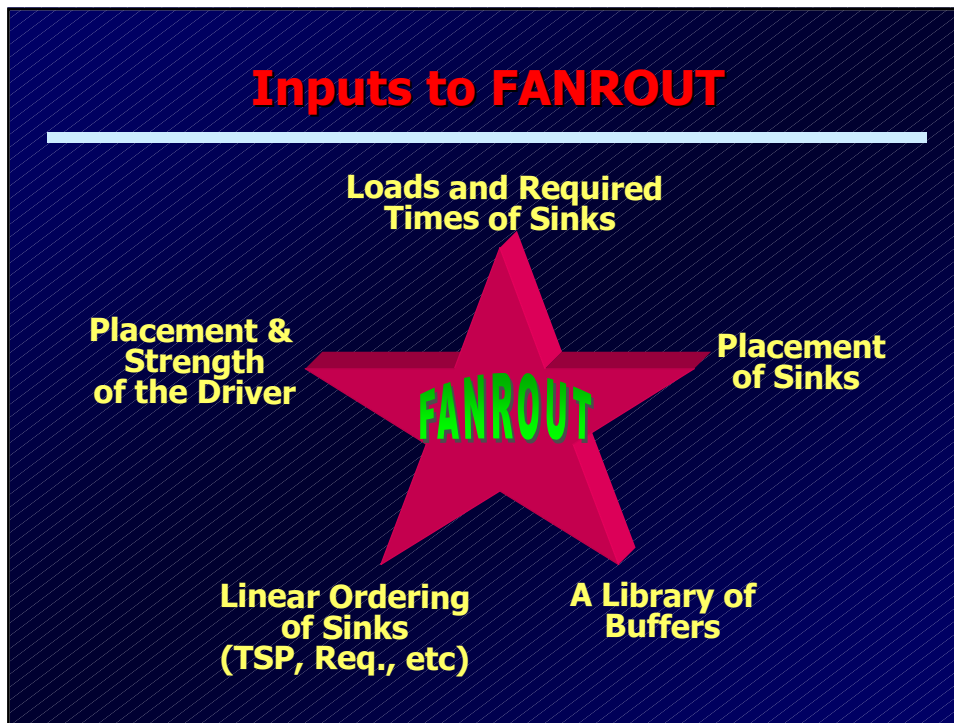 Inputs to FANROUT
Loads and Required
Times of Sinks
Placement &
Strength
of the Driver
Placement
of Sinks
FANROUT
Linear Ordering
of Sinks
(TSP, Req., etc)
A Library of
Buffers